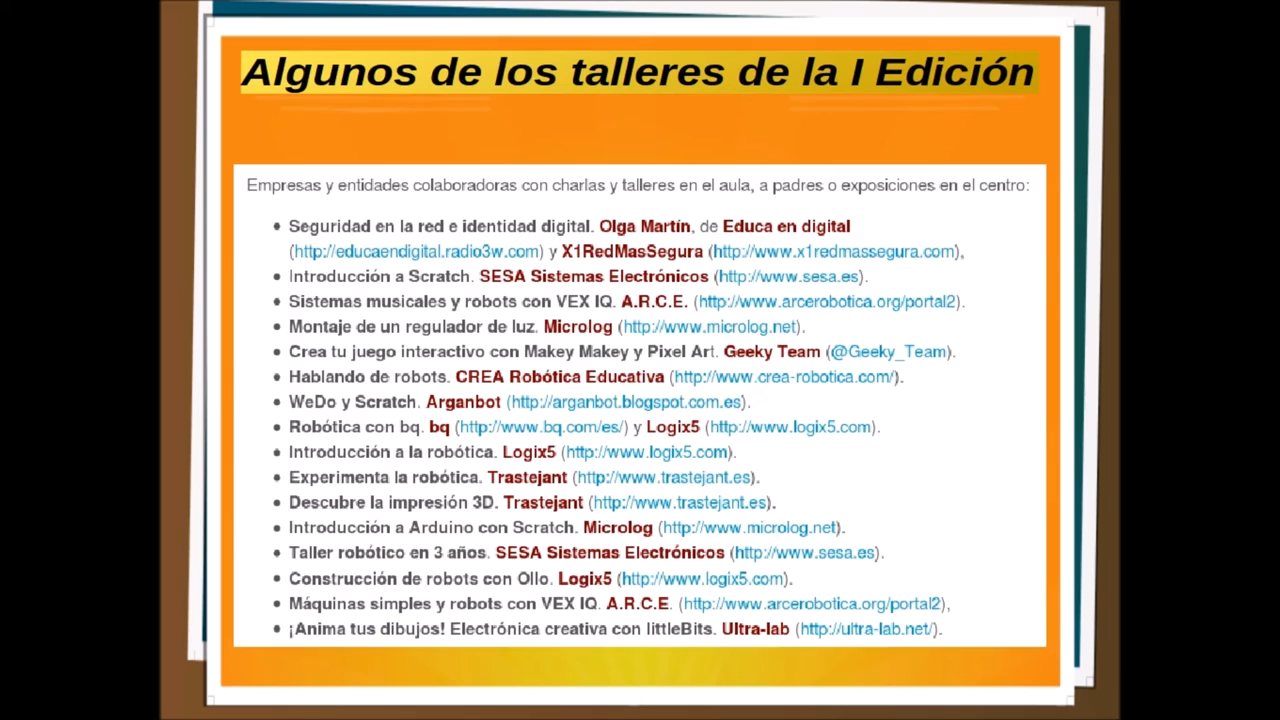 Algunos de los talleres de la I Edición
Empresas y entidades colaboradoras con charlas y talleres en el aula, a padres o exposiciones en el centro:
• Seguridad en la red e identidad digital. Olga Martín, de Educa en digital
(http://educaendigital.radio3w.com) y X1RedMasSegura (http://www.x1redmassegura.com),
• Introducción a Scratch. SESA Sistemas Electrónicos (http://www.sesa.es).
• Sistemas musicales y robots con VEX IQ. A.R.C.E. (http://www.arcerobotica.org/portal2).
• Montaje de un regulador de luz. Microlog (http://www.microlog.net).
• Crea tu juego interactivo con Makey Makey y Pixel Art. Geeky Team (@Geeky_Team).
• Hablando de robots. CREA Robótica Educativa (http://www.crea-robotica.com/).
• WeDo y Scratch. Arganbot (http://arganbot.blogspot.com.es).
• Robótica con bq. bq (http://www.bq.com/es/) y Logix5 (http://www.logix5.com).
• Introducción a la robótica. Logix5 (http://www.logix5.com).
• Experimenta la robótica. Trastejant (http://www.trastejant.es).
• Descubre la impresión 3D. Trastejant (http://www.trastejant.es).
• Introducción a Arduino con Scratch. Microlog (http://www.microlog.net).
• Taller robótico en 3 años. SESA Sistemas Electrónicos (http://www.sesa.es).
• Construcción de robots con Ollo. Logix5 (http://www.logix5.com).
• Máquinas simples y robots con VEX IQ. A.R.C.E. (http://www.arcerobotica.org/portal2),
• ¡Anima tus dibujos! Electrónica creativa con littleBits. Ultra-lab (http://ultra-lab.net/).